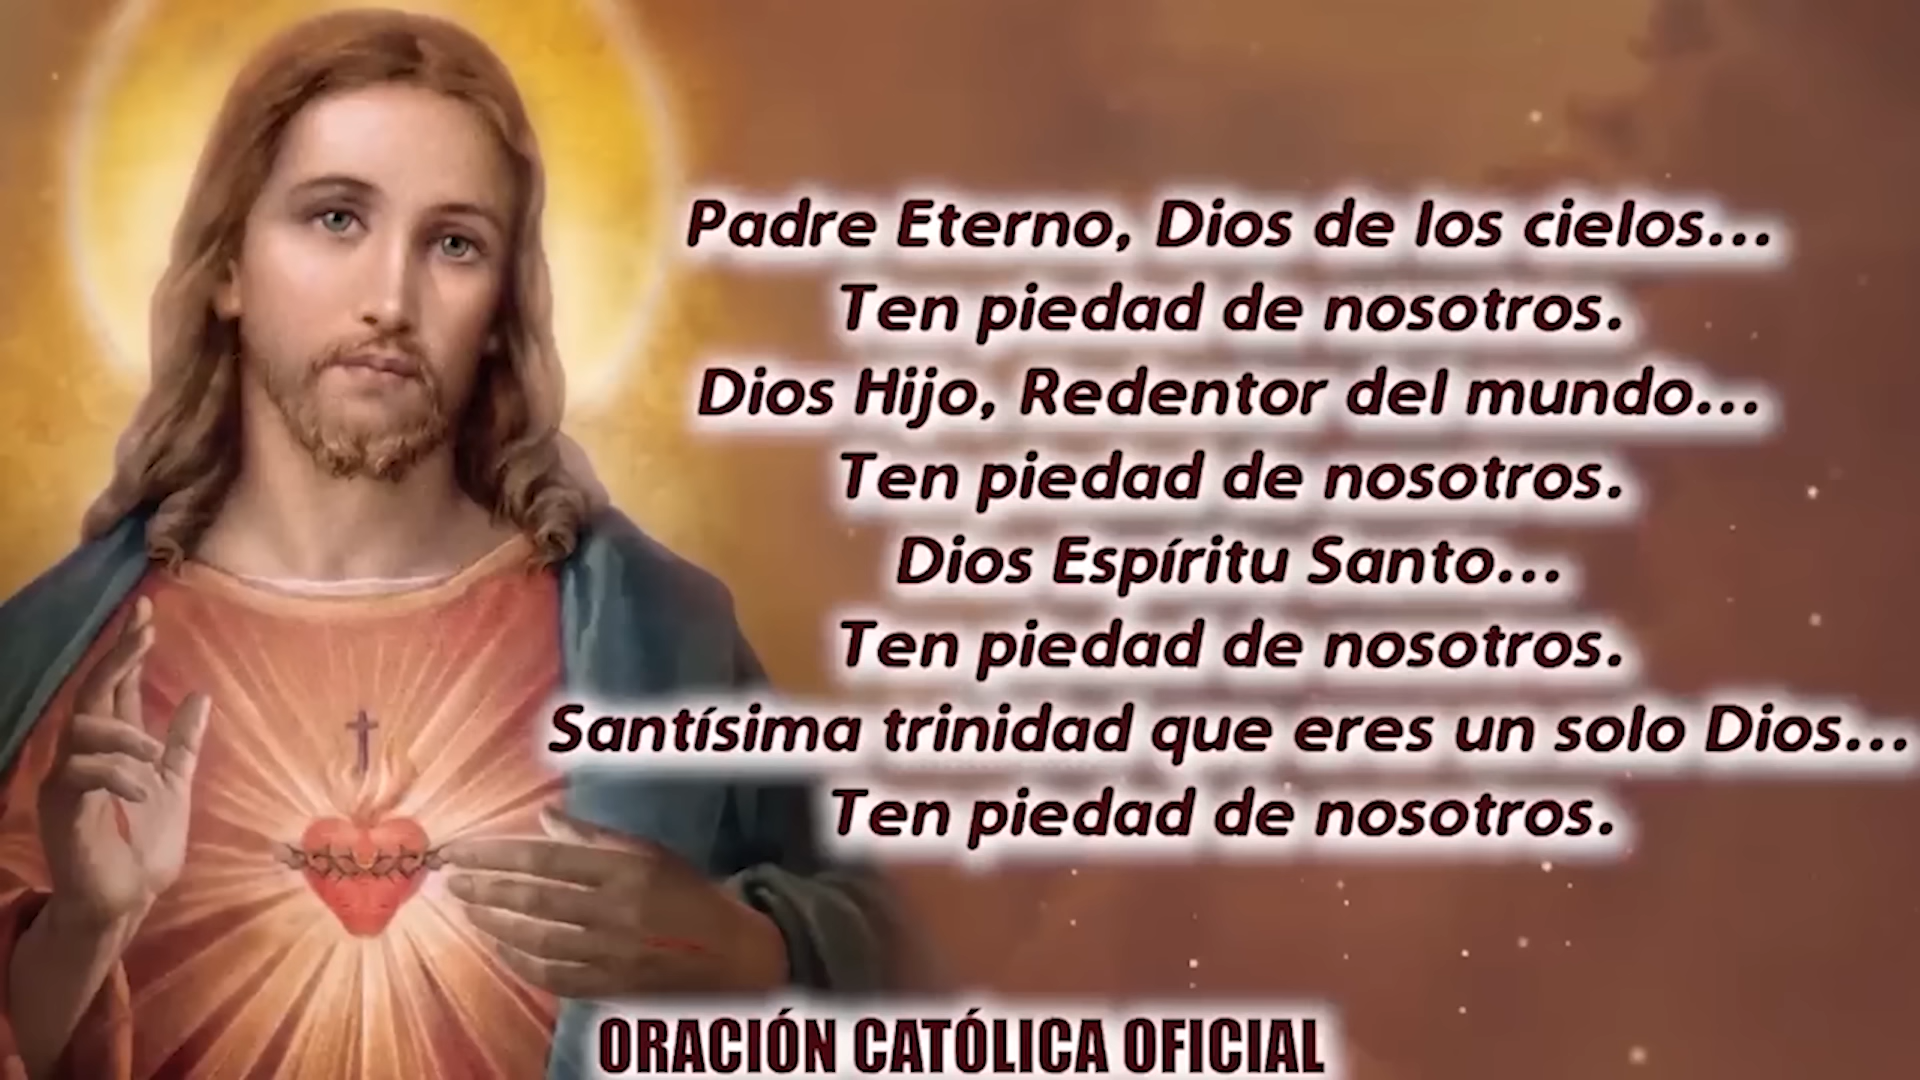 Padre Eterno, Dios de los cielos...
Ten piedad de nosotros.
Dios Hijo, Redentor del mundo...
Ten piedad de nosotros.
Dios Espíritu Santo...
Ten piedad de nosotros.
Santísima trinidad que eres un solo Dios...
Ten piedad de nosotros.
ORACIÓN CATÓLICA OFICIAL